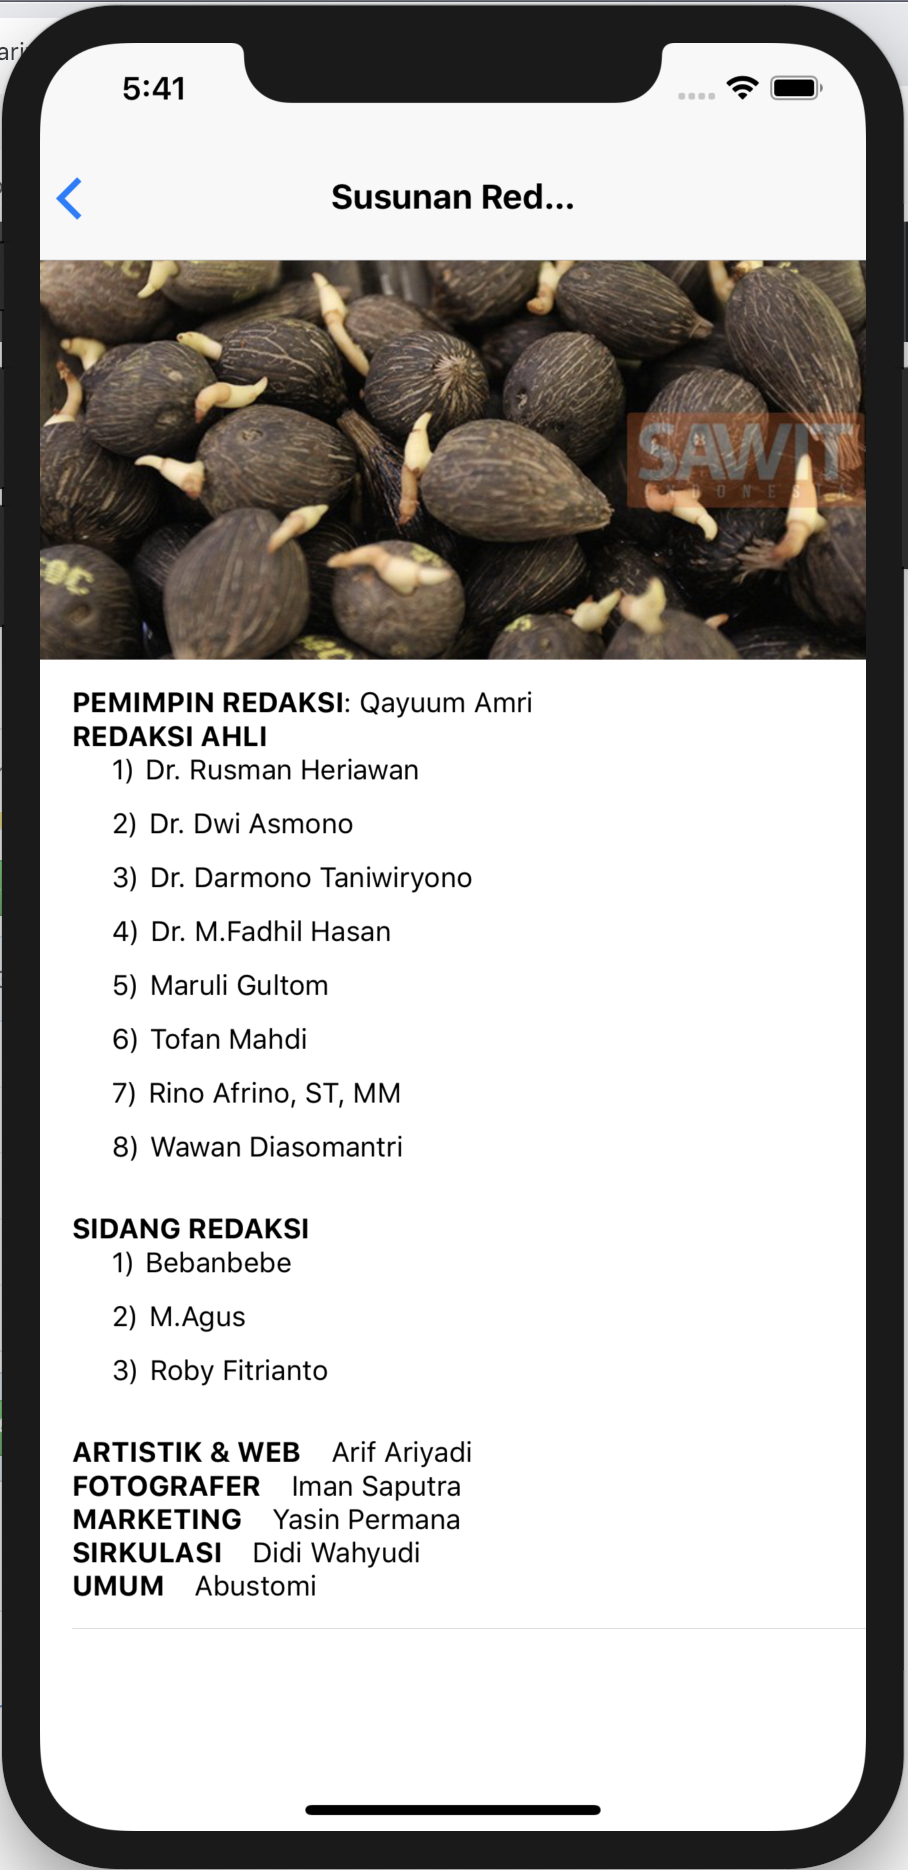 5:41
Susunan Red...
SAWIT
INDONESIA
PEMIMPIN REDAKSI: Qayuum Amri
REDAKSI AHLI
1) Dr. Rusman Heriawan
2) Dr. Dwi Asmono
3) Dr. Darmono Taniwiryono
4) Dr. M.Fadhil Hasan
5) Maruli Gultom
6) Tofan Mahdi
7) Rino Afrino, ST, MM
8) Wawan Diasomantri
SIDANG REDAKSI
1) Bebanbebe
2) M.Agus
3) Roby Fitrianto
ARTISTIK & WEB Arif Ariyadi
FOTOGRAFER Iman Saputra
MARKETING Yasin Permana
SIRKULASI Didi Wahyudi
UMUM Abustomi